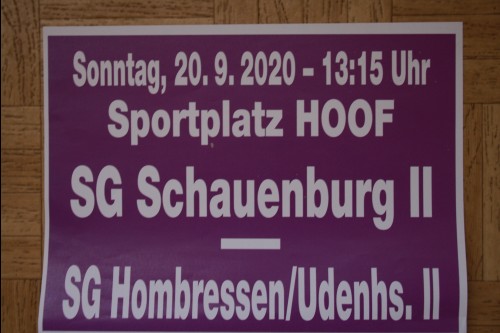 Sonntag, 20. 9. 2020 – 13:15 Uhr
Sportplatz HOOF
SG Schauenburg II
—
SG Hombressen/Udenhs. II